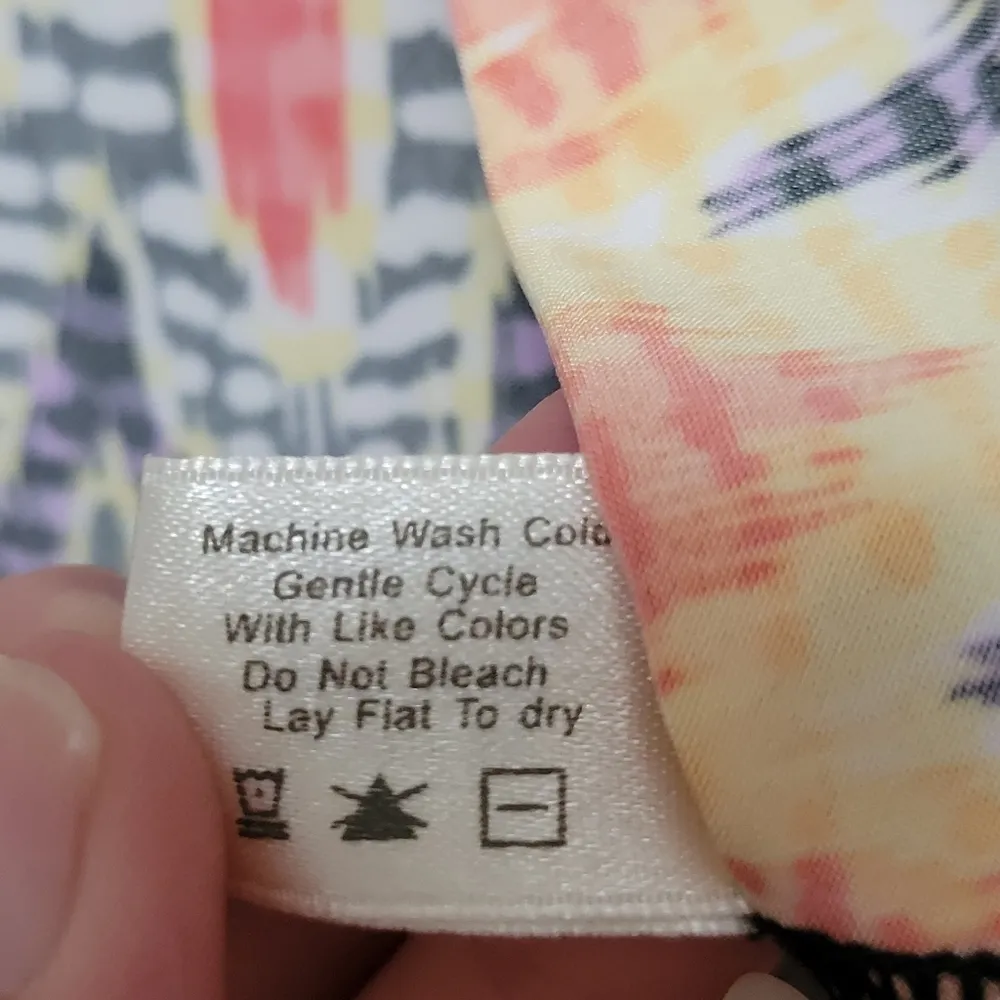 Machine Wash Cold
Gentle Cycle
With Like Colors
Do Not Bleach
Lay Flat To dry